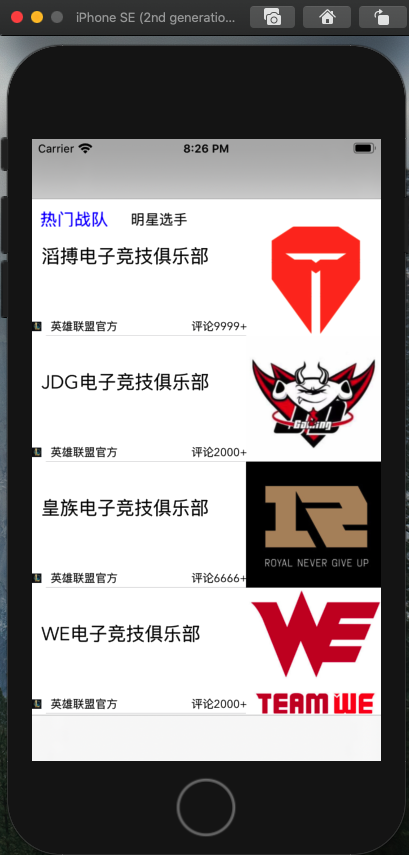 iPhone SE (2nd generatio...
Carrier 8:26 PM
热门战队 明星选手
滔搏电子竞技俱乐部
英雄联盟官方 评论9999+
JDG电子竞技俱乐部
Gaming
英雄联盟官方 评论2000+
皇族电子竞技俱乐部
ROYAL NEVER GIVE UP
英雄联盟官方 评论6666+
WE电子竞技俱乐部
WE
TEAM WE
英雄联盟官方 评论2000+